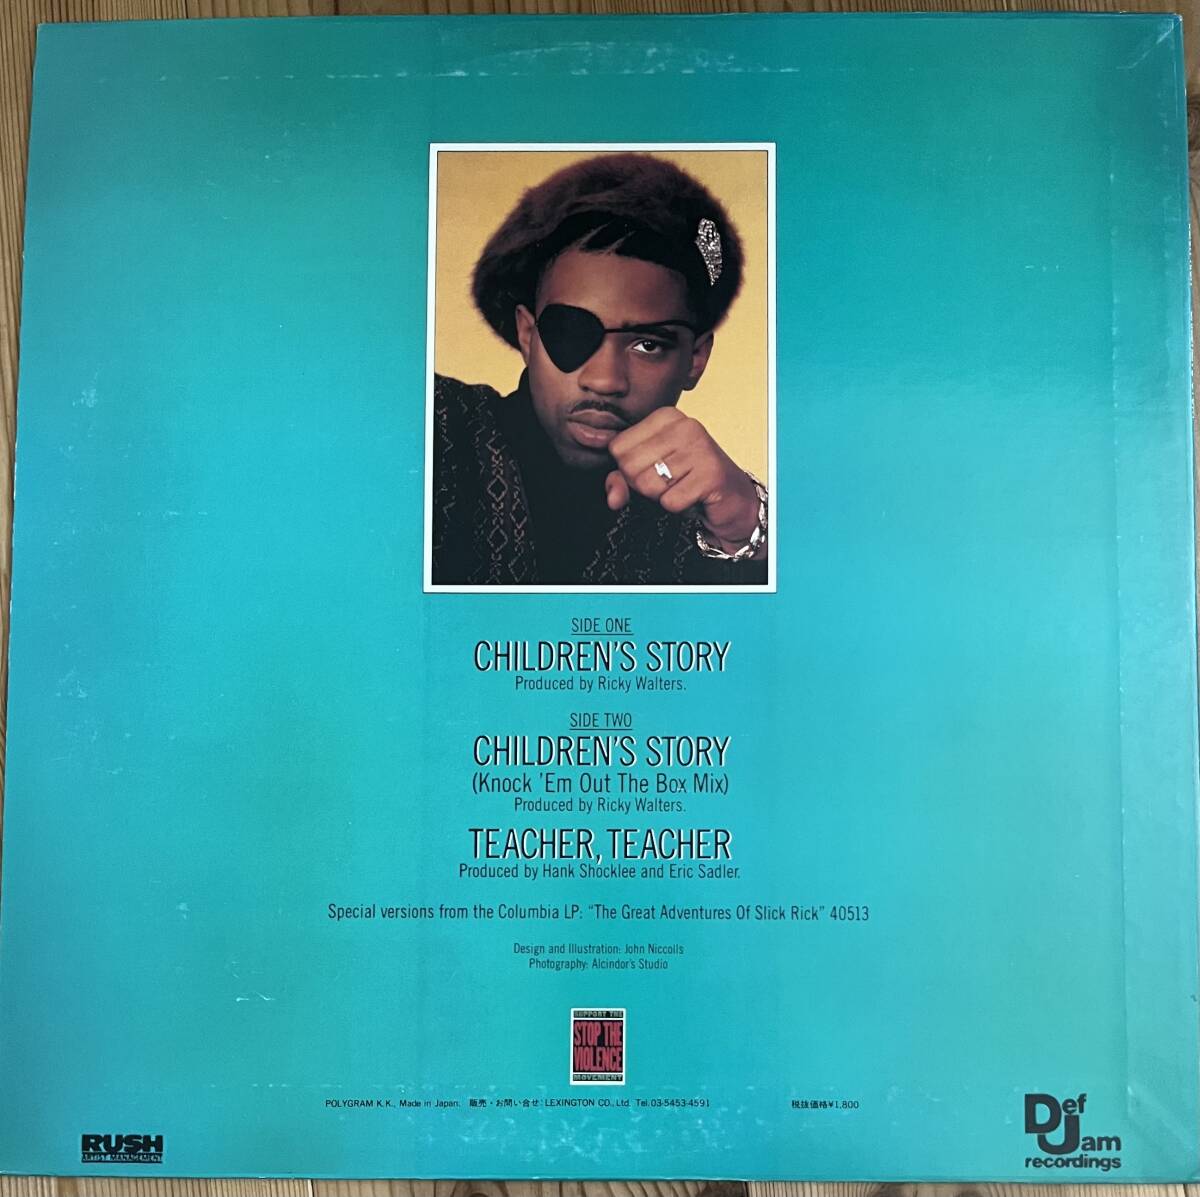 SIDE ONE
CHILDREN'S STORY
Produced by Ricky Walters.
SIDE TWO
CHILDREN'S STORY
(Knock 'Em Out The Box Mix)
Produced by Ricky Walters.
TEACHER, TEACHER
Produced by Hank Shocklee and Eric Sadler.
Special versions from the Columbia LP: "The Great Adventures Of Slick Rick" 40513
Design and Illustration: John Niccolls
Photography: Alcindor's Studio
SUPPORT THE
STOP THE
VIOLENCE
MOVEMENT
POLYGRAM K.K., Made in Japan. 販売・お問い合せ: LEXINGTON CO., Ltd. Tel.03-5453-4591 税抜価格¥1,800
RUSH
ARTIST MANAGEMENT
Def
Jam
recordings